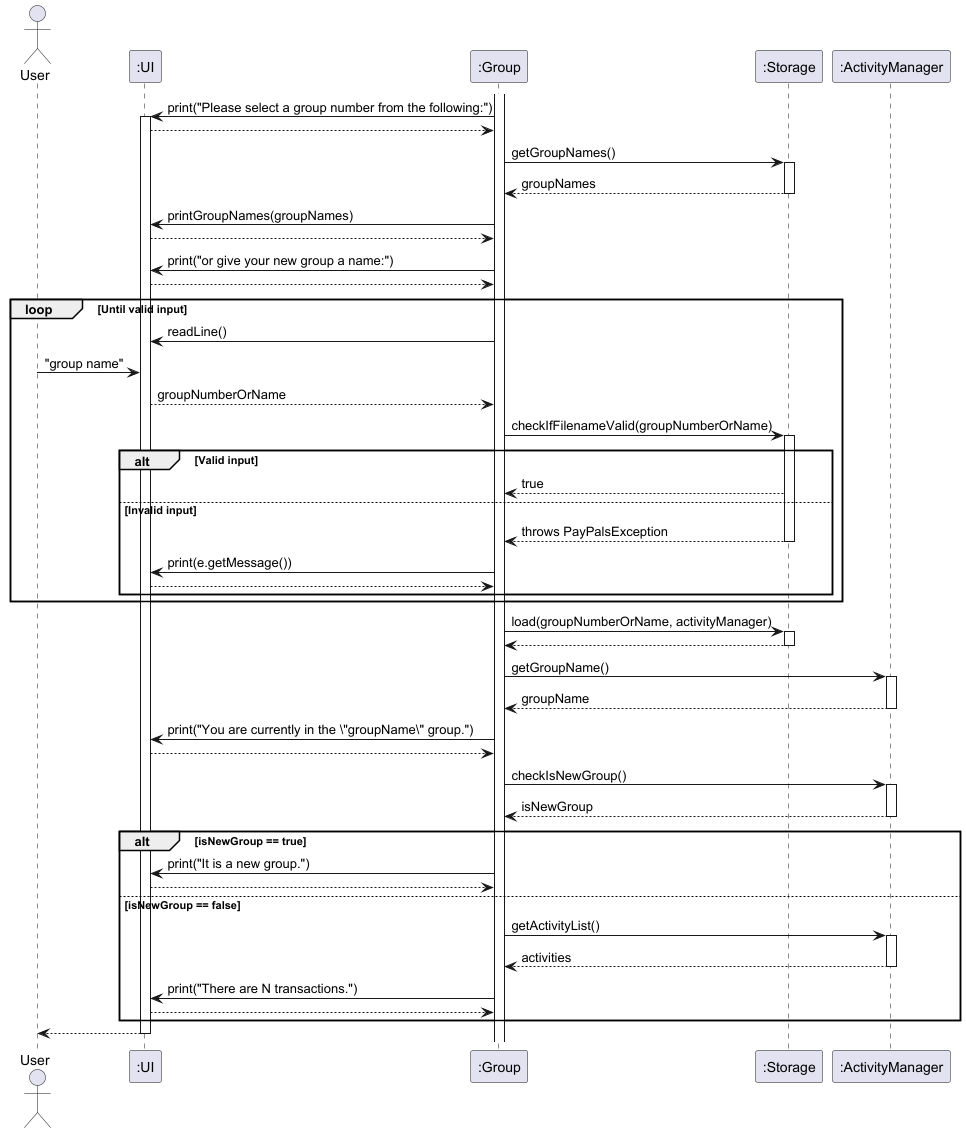 User
:UI
:Group
:Storage
:ActivityManager
print("Please select a group number from the following:")
getGroupNames()
groupNames
printGroupNames(groupNames)
print("or give your new group a name:")
loop
[Until valid input]
readLine()
"group name"
groupNumberOrName
checkIfFilenameValid(groupNumberOrName)
alt
[Valid input]
true
[Invalid input]
throws PayPalsException
print(e.getMessage())
load(groupNumberOrName, activityManager)
getGroupName()
groupName
print("You are currently in the \"groupName\" group.")
checkIsNewGroup()
isNewGroup
alt
[isNewGroup == true]
print("It is a new group.")
[isNewGroup == false]
getActivityList()
activities
print("There are N transactions.")
User
:UI
:Group
:Storage
:ActivityManager